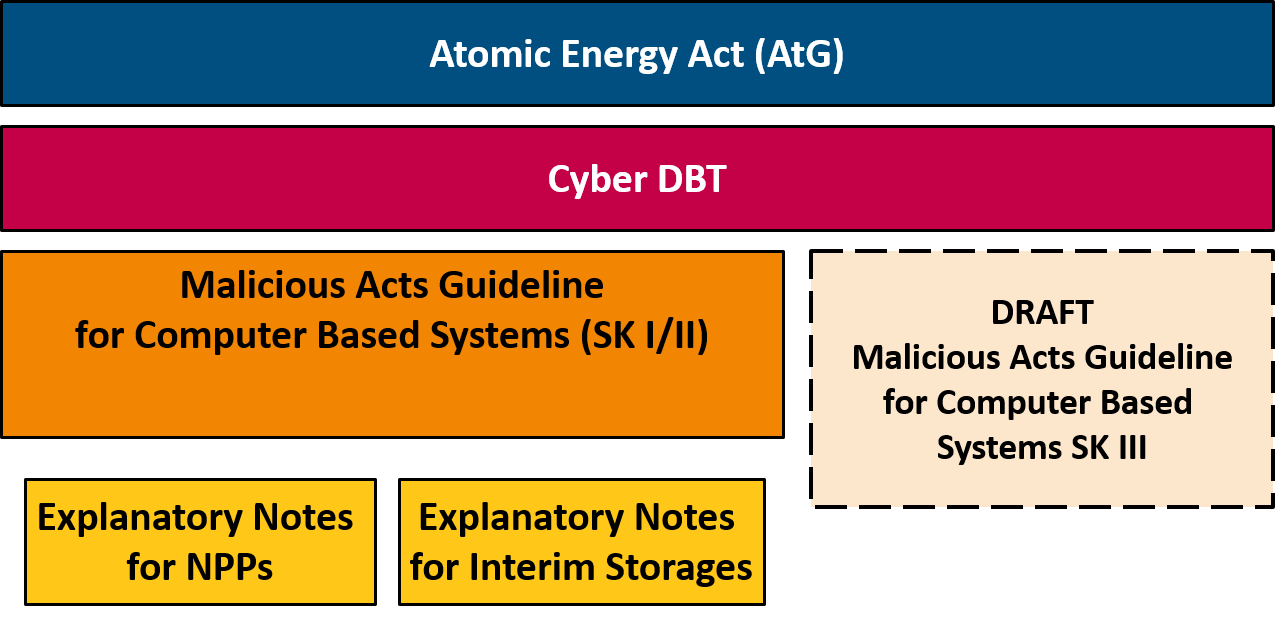 Atomic Energy Act (AtG)
Cyber DBT
Malicious Acts Guideline
for Computer Based Systems (SK I/II)
DRAFT
Malicious Acts Guideline
for Computer Based
Systems SK III
Explanatory Notes
for NPPs
Explanatory Notes
for Interim Storages